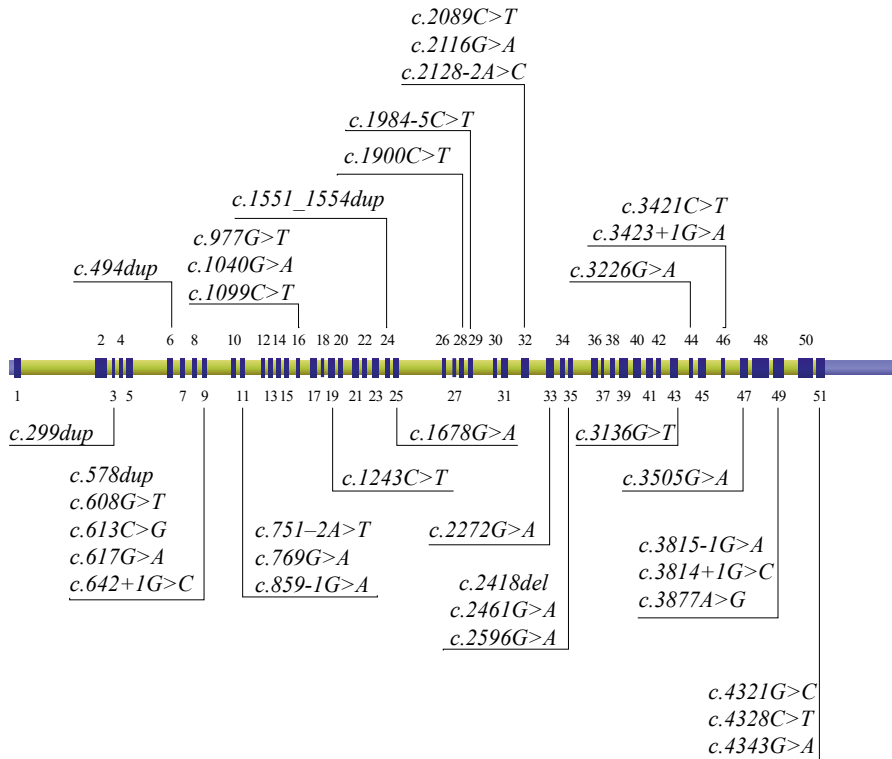 c.2089C>T
c.2116G>A
c.2128-2A>C
c.1984-5C>T
c.1900C>T
c.1551_1554dup
c.3421C>T
c.977G>T
c.3423+1G>A
c.1040G>A
c.494dup
c.3226G>A
c.1099C>T
2 4 6 8 10 12 14 16 18 20 22 24 26 28 29 30 32 34 36 38 40 42 44 46 48 50
1 3 5 7 9 11 13 15 17 19 21 23 25 27 31 33 35 37 39 41 43 45 47 49 51
c.299dup
c.1678G>A
c.3136G>T
c.578dup
c.1243C>T
c.3505G>A
c.608G>T
c.613C>G
c.751–2A>T
c.2272G>A
c.617G>A
c.769G>A
c.3815-1G>A
c.642+1G>C
c.859-1G>A
c.3814+1G>C
c.2418del
c.3877A>G
c.2461G>A
c.2596G>A
c.4321G>C
c.4328C>T
c.4343G>A